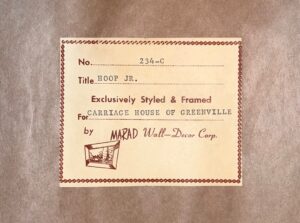 No. 234-C
Title HOOP JR.
Exclusively Styled & Framed
For CARRIAGE HOUSE OF GREENVILLE
by MARAD Wall-Decor Corp.